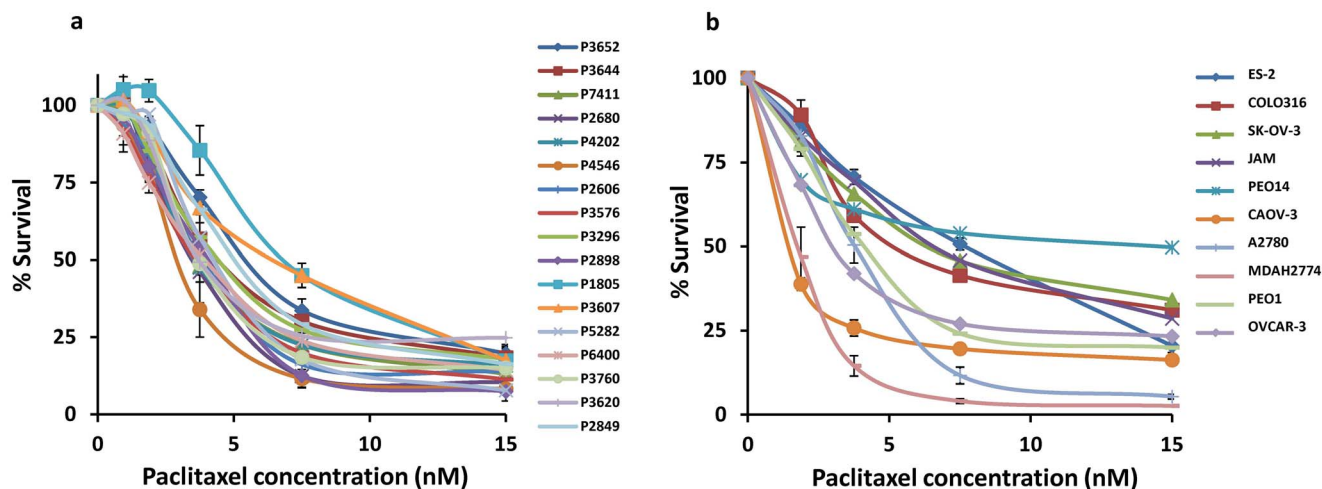 a
% Survival
100
75
50
25
0
0 5 10 15
Paclitaxel concentration (nM)
P3652
P3644
P7411
P2680
P4202
P4546
P2606
P3576
P3296
P2898
P1805
P3607
P5282
P6400
P3760
P3620
P2849
b
% Survival
100
75
50
25
0
0 5 10 15
Paclitaxel concentration (nM)
ES-2
COLO316
SK-OV-3
JAM
PEO14
CAOV-3
A2780
MDAH2774
PEO1
OVCAR-3